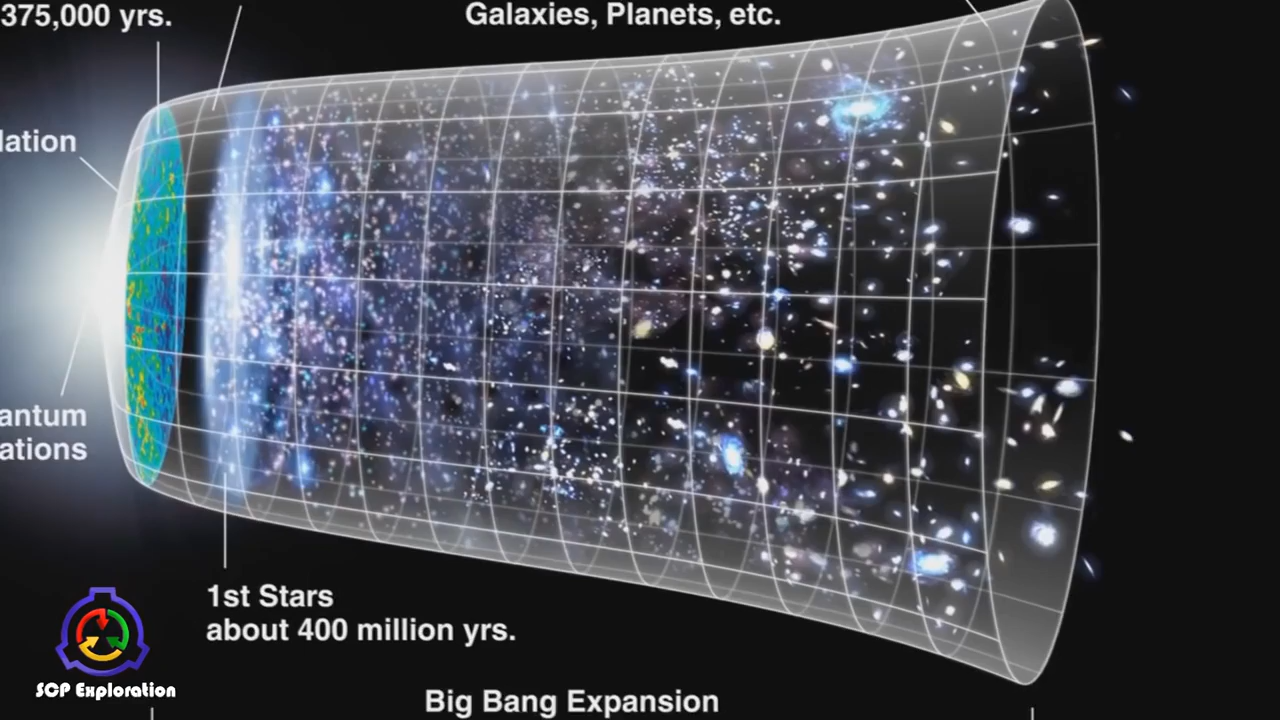 375,000 yrs.
Galaxies, Planets, etc.
lation
antum
ations
1st Stars
about 400 million yrs.
SCP Exploration
Big Bang Expansion